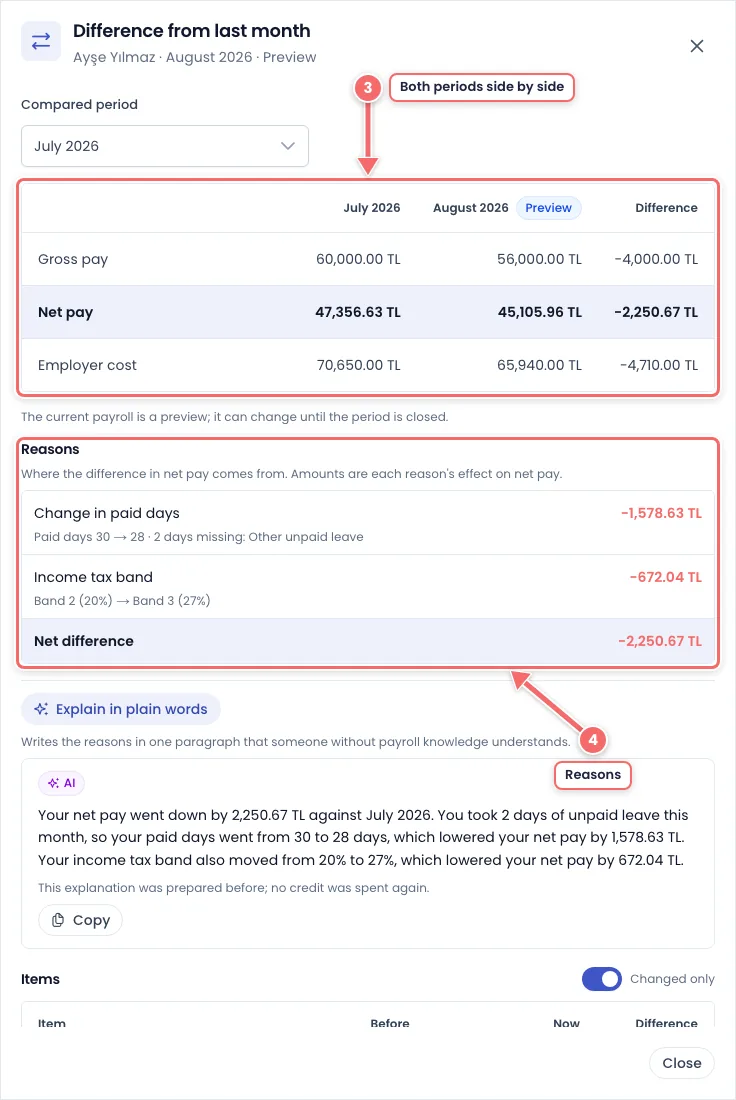 Difference from last month
Ayşe Yılmaz · August 2026 · Preview
3
Both periods side by side
Compared period
July 2026
July 2026 August 2026 Preview Difference
Gross pay 60,000.00 TL 56,000.00 TL -4,000.00 TL
Net pay 47,356.63 TL 45,105.96 TL -2,250.67 TL
Employer cost 70,650.00 TL 65,940.00 TL -4,710.00 TL
The current payroll is a preview; it can change until the period is closed.
Reasons
Where the difference in net pay comes from. Amounts are each reason's effect on net pay.
Change in paid days -1,578.63 TL
Paid days 30 → 28 · 2 days missing: Other unpaid leave
Income tax band -672.04 TL
Band 2 (20%) → Band 3 (27%)
Net difference -2,250.67 TL
Explain in plain words
Writes the reasons in one paragraph that someone without payroll knowledge understands.
4
Reasons
AI
Your net pay went down by 2,250.67 TL against July 2026. You took 2 days of unpaid leave this
month, so your paid days went from 30 to 28 days, which lowered your net pay by 1,578.63 TL.
Your income tax band also moved from 20% to 27%, which lowered your net pay by 672.04 TL.
This explanation was prepared before; no credit was spent again.
Copy
Items Changed only
Item Before Now Difference
Close